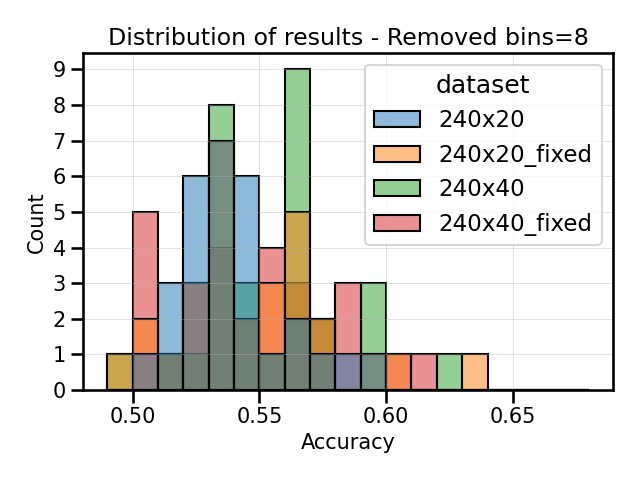 Distribution of results - Removed bins=8
dataset
240x20
240x20_fixed
240x40
240x40_fixed
Count
9
8
7
6
5
4
3
2
1
0
0.50
0.55
0.60
0.65
Accuracy